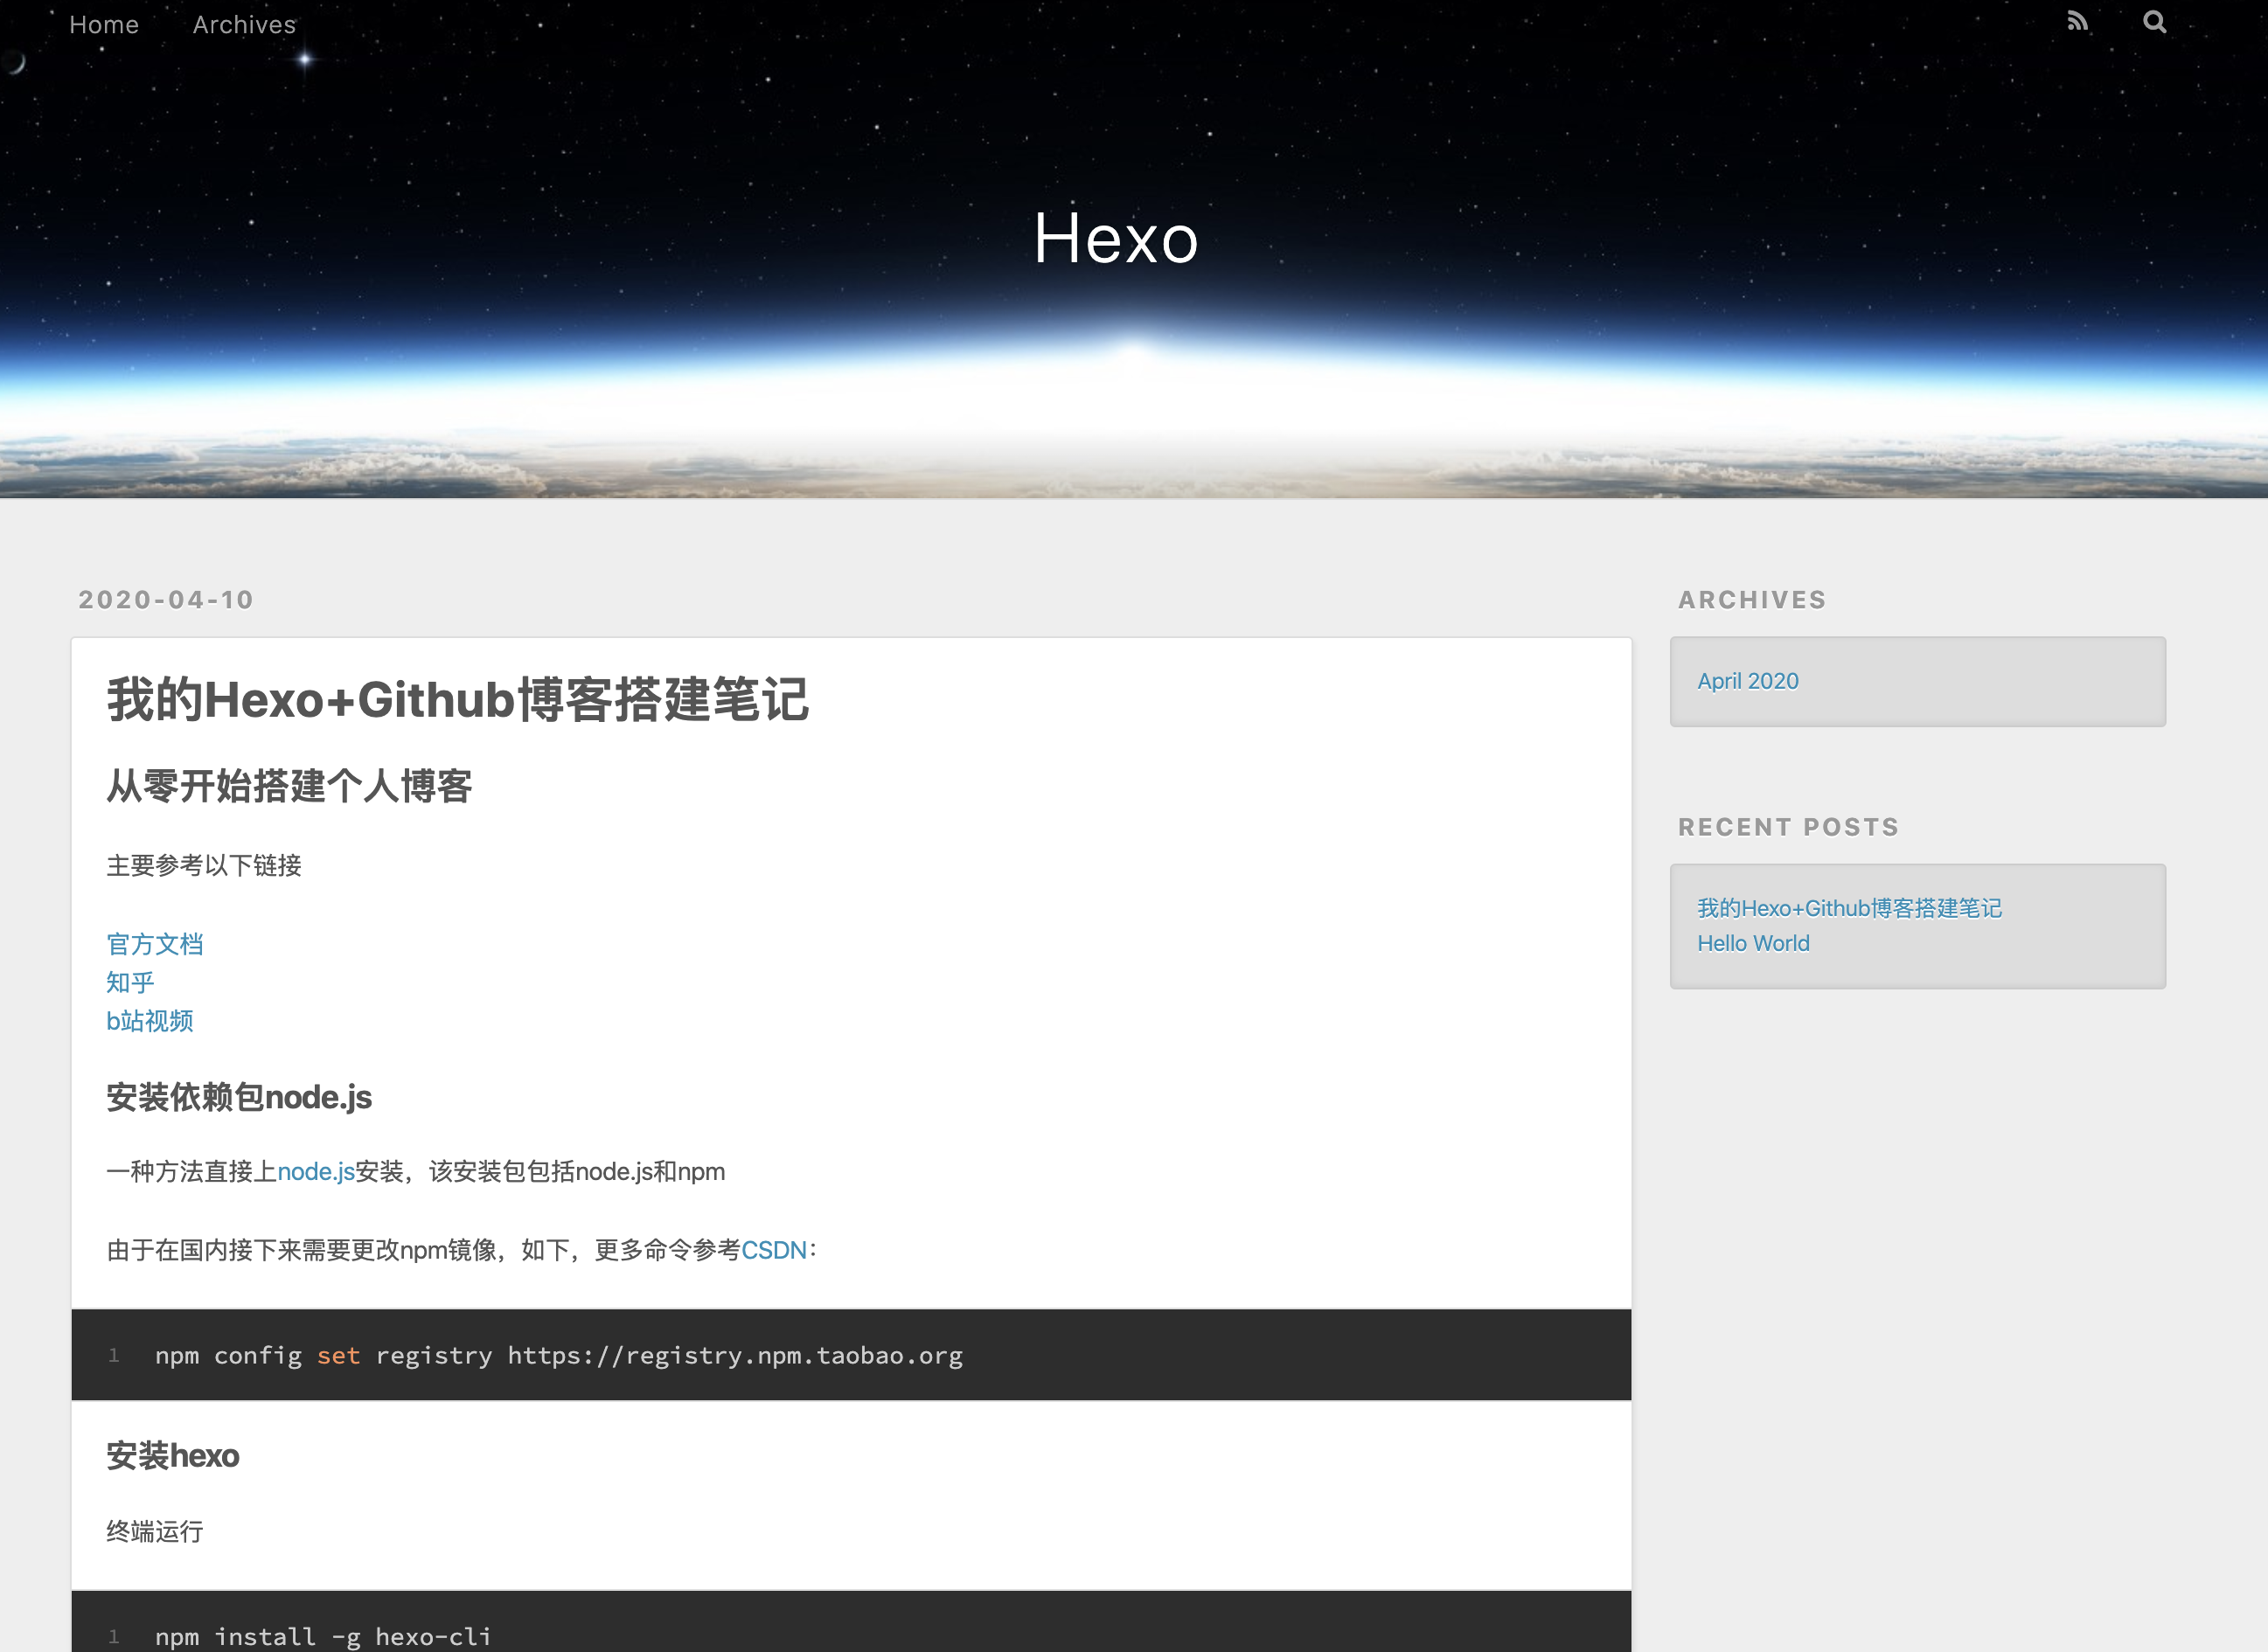 Home Archives
Hexo
2020-04-10
我的Hexo+Github博客搭建笔记
从零开始搭建个人博客
主要参考以下链接
官方文档
知乎
b站视频
安装依赖包node.js
一种方法直接上node.js安装，该安装包包括node.js和npm
由于在国内接下来需要更改npm镜像，如下，更多命令参考CSDN：
1 npm config set registry https://registry.npm.taobao.org
安装hexo
终端运行
1 npm install -g hexo-cli
ARCHIVES
April 2020
RECENT POSTS
我的Hexo+Github博客搭建笔记
Hello World